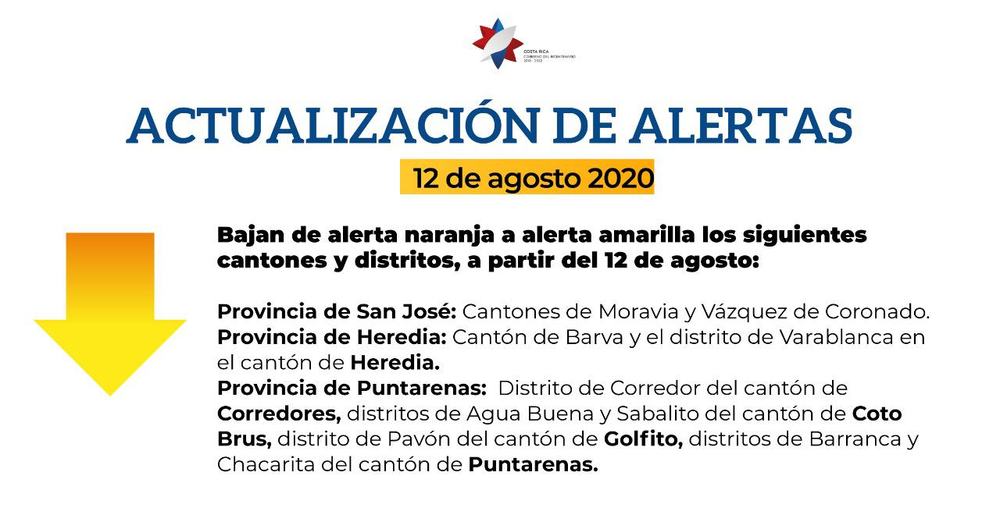 COSTA RICA
GOBIERNO DEL BICENTENARIO
2018 - 2022
ACTUALIZACIÓN DE ALERTAS
12 de agosto 2020
Bajan de alerta naranja a alerta amarilla los siguientes
cantones y distritos, a partir del 12 de agosto:
Provincia de San José: Cantones de Moravia y Vázquez de Coronado.
Provincia de Heredia: Cantón de Barva y el distrito de Varablanca en
el cantón de Heredia.
Provincia de Puntarenas: Distrito de Corredor del cantón de
Corredores, distritos de Agua Buena y Sabalito del cantón de Coto
Brus, distrito de Pavón del cantón de Golfito, distritos de Barranca y
Chacarita del cantón de Puntarenas.